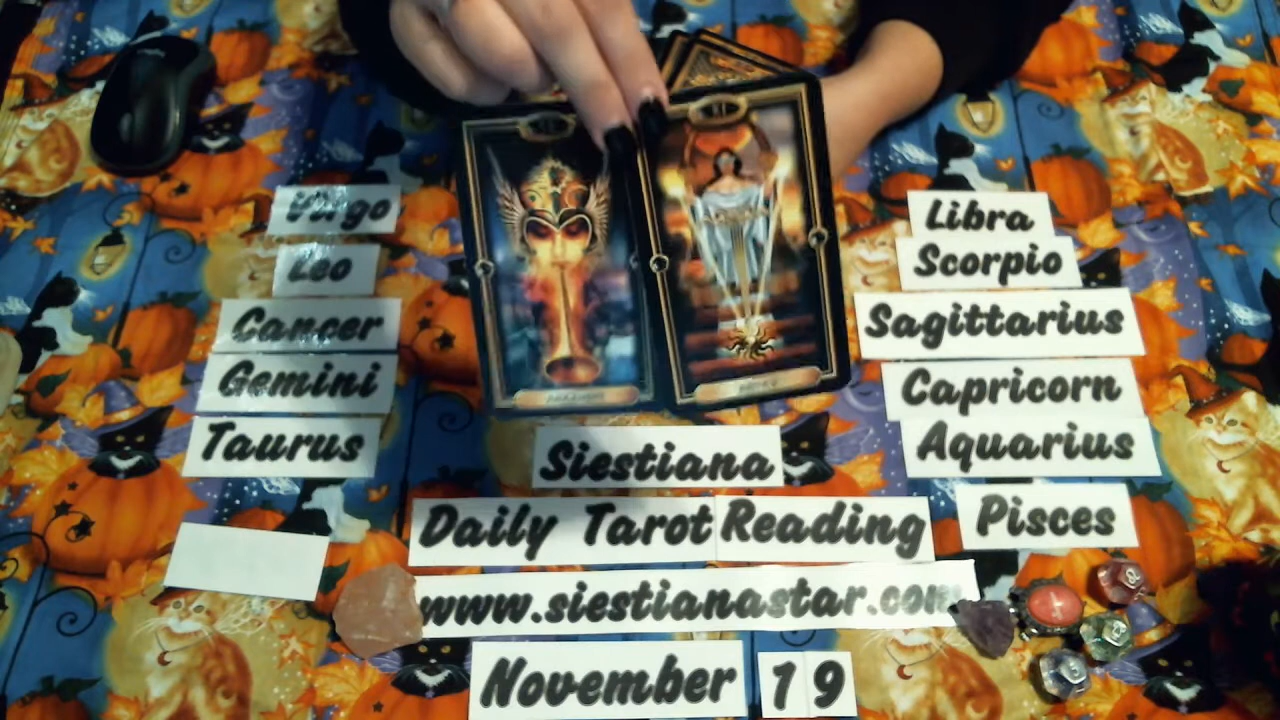 Virgo
Leo
Cancer
Gemini
Taurus
Libra
Scorpio
Sagittarius
Capricorn
Aquarius
Pisces
Siestiana
Daily Tarot Reading
www.siestianastar.com
November 19